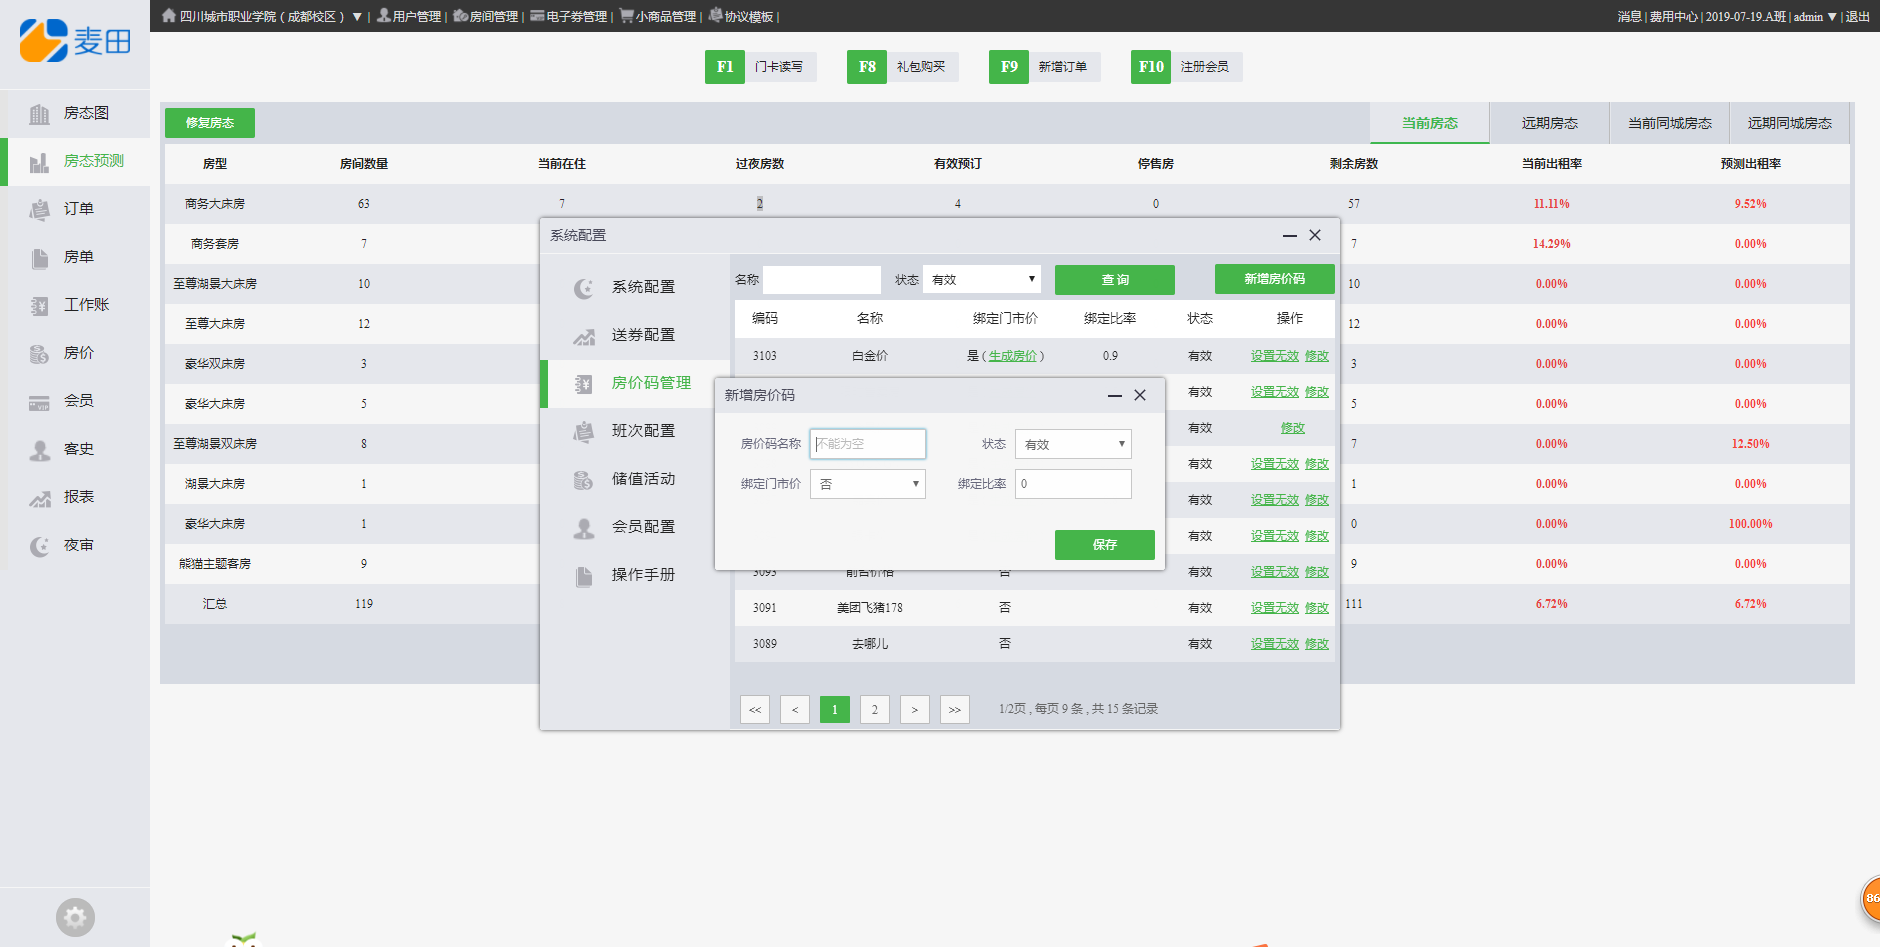 四川城市职业学院（成都校区） ▼ | 用户管理 | 房间管理 | 电子券管理 | 小商品管理 | 协议模板 |
消息 | 费用中心 | 2019-07-19.A班 | admin ▼ | 退出
麦田
F1 门卡读写 F8 礼包购买 F9 新增订单 F10 注册会员
房态图
房态预测
订单
房单
工作账
房价
会员
客史
报表
夜审
修复房态
当前房态 远期房态 当前同城房态 远期同城房态
房型 房间数量 当前在住 过夜房数 有效预订 停售房 剩余房数 当前出租率 预测出租率
商务大床房 63 7 2 4 0 57 11.11% 9.52%
商务套房 7 7 14.29% 0.00%
至尊湖景大床房 10 10 0.00% 0.00%
至尊大床房 12 12 0.00% 0.00%
豪华双床房 3 3 0.00% 0.00%
豪华大床房 5 5 0.00% 0.00%
至尊湖景双床房 8 7 0.00% 12.50%
湖景大床房 1 1 0.00% 0.00%
豪华大床房 1 0 0.00% 100.00%
熊猫主题客房 9 9 0.00% 0.00%
汇总 119 111 6.72% 6.72%
系统配置
系统配置
送券配置
房价码管理
班次配置
储值活动
会员配置
操作手册
名称 状态 有效 查 询 新增房价码
编码 名称 绑定门市价 绑定比率 状态 操作
3103 白金价 是 ( 生成房价 ) 0.9 有效 设置无效 修改
有效 设置无效 修改
有效 修改
有效 设置无效 修改
有效 设置无效 修改
有效 设置无效 修改
3093 前台价格 否 有效 设置无效 修改
3091 美团飞猪178 否 有效 设置无效 修改
3089 去哪儿 否 有效 设置无效 修改
<< < 1 2 > >> 1/2页 , 每页 9 条 , 共 15 条记录
新增房价码
房价码名称 不能为空 状态 有效
绑定门市价 否 绑定比率 0
保存
86